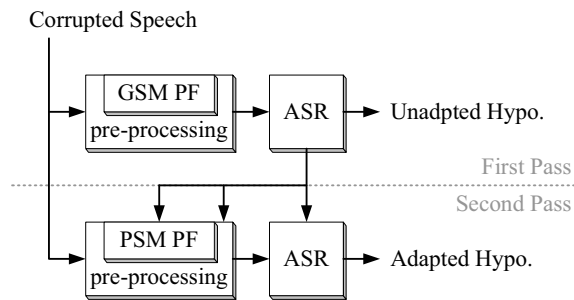 Corrupted Speech
GSM PF
pre-processing
ASR
Unadpted Hypo.
First Pass
Second Pass
PSM PF
pre-processing
ASR
Adapted Hypo.